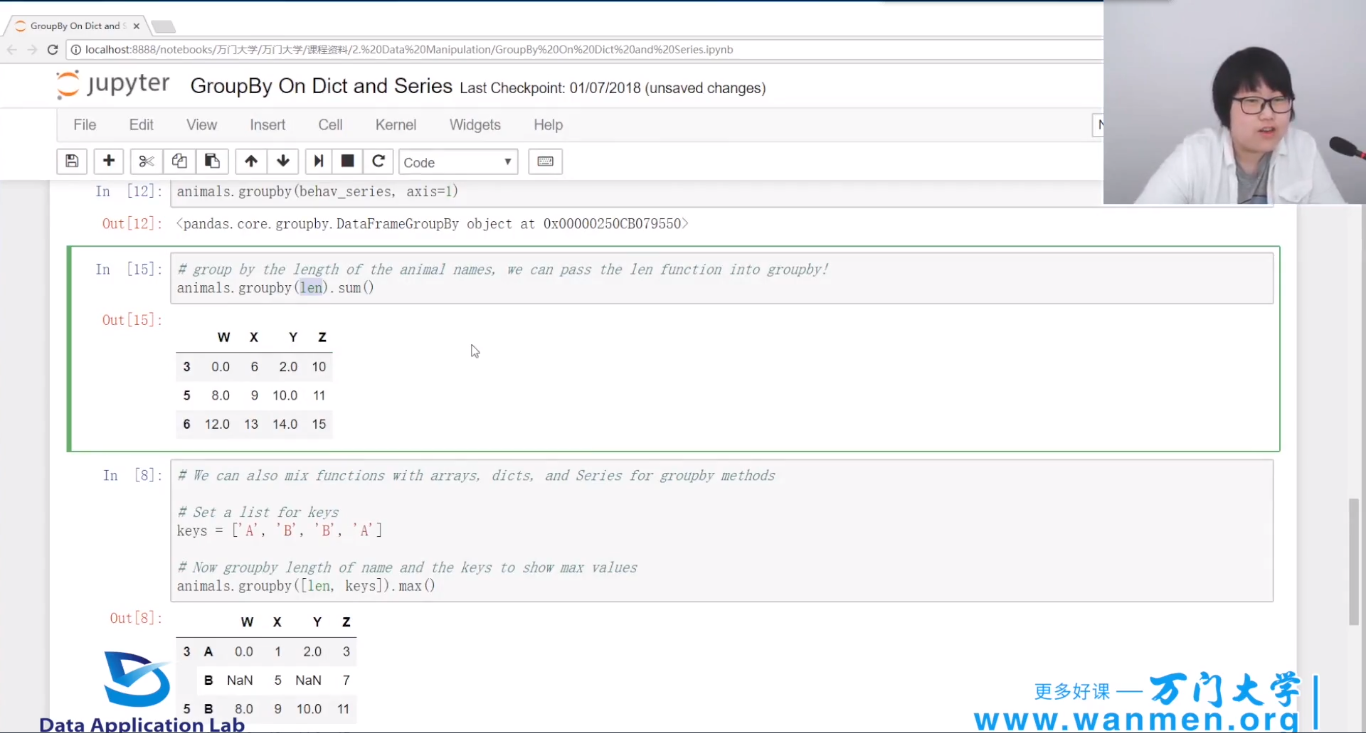 GroupBy On Dict and S
localhost:8888/notebooks/万门大学/万门大学/课程资料/2.%20Data%20Manipulation/GroupBy%20On%20Dict%20and%20Series.ipynb
jupyter GroupBy On Dict and Series Last Checkpoint: 01/07/2018 (unsaved changes)
File Edit View Insert Cell Kernel Widgets Help
Code
In [12]: animals.groupby(behav_series, axis=1)
Out[12]: <pandas.core.groupby.DataFrameGroupBy object at 0x00000250CB079550>
In [15]: # group by the length of the animal names, we can pass the len function into groupby!
animals.groupby(len).sum()
Out[15]:
W X Y Z
3 0.0 6 2.0 10
5 8.0 9 10.0 11
6 12.0 13 14.0 15
In [8]: # We can also mix functions with arrays, dicts, and Series for groupby methods
# Set a list for keys
keys = ['A', 'B', 'B', 'A']
# Now groupby length of name and the keys to show max values
animals.groupby([len, keys]).max()
Out[8]:
W X Y Z
3 A 0.0 1 2.0 3
B NaN 5 NaN 7
5 B 8.0 9 10.0 11
Data Application Lab
更多好课 — 万门大学
www.wanmen.org